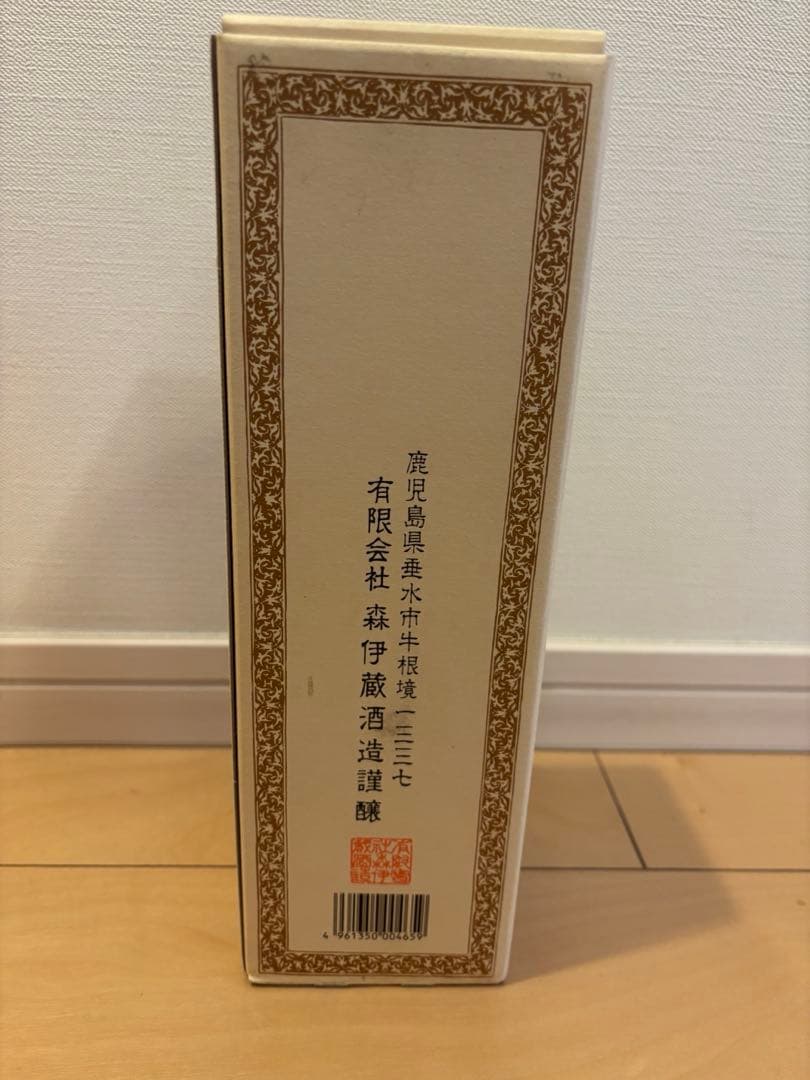 鹿児島県垂水市牛根境一三三七
有限会社 森伊蔵酒造謹醸
4 961350 004659